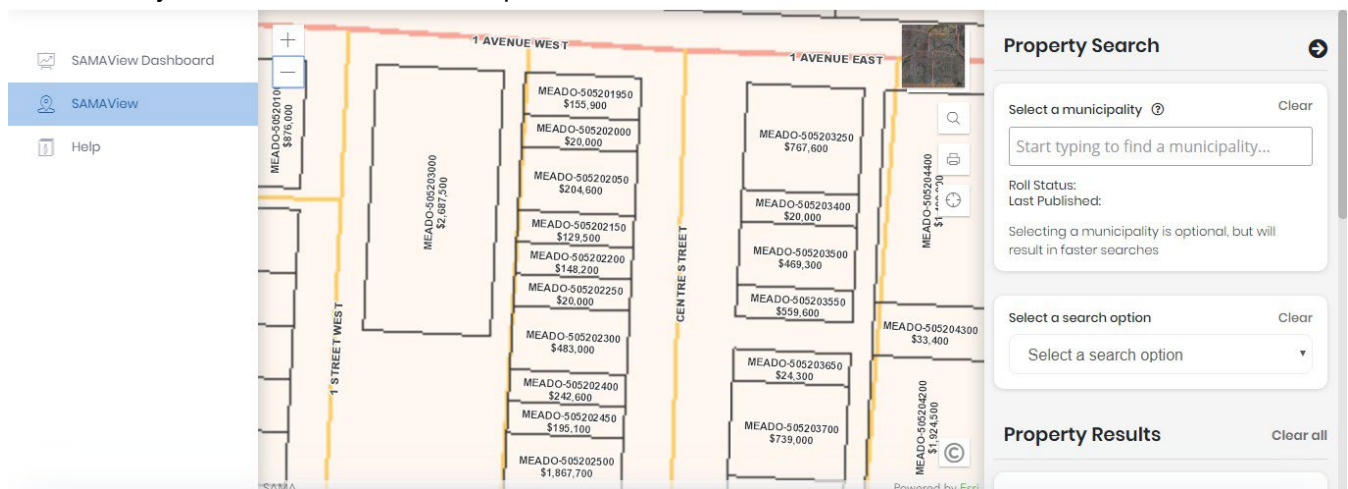 SAMAView Dashboard
SAMAView
Help
+
−
1 AVENUE WEST
1 AVENUE EAST
$876,000
MEADO-505203000
$2,687,500
MEADO-505201950
$155,900
MEADO-505202000
$20,000
MEADO-505202050
$204,600
MEADO-505202150
$129,500
MEADO-505202200
$148,200
MEADO-505202250
$20,000
MEADO-505202300
$483,000
MEADO-505202400
$242,600
MEADO-505202450
$195,100
MEADO-505202500
$1,867,700
1 STREET WEST
CENTRE STREET
MEADO-505203250
$767,600
MEADO-505203400
$20,000
MEADO-505203500
$469,300
MEADO-505203550
$559,600
MEADO-505203650
$24,300
MEADO-505203700
$739,000
MEADO-505204400
MEADO-505204300
$33,400
MEADO-505204200
$1,924,500
©
SAMA
Powered by Esri
Property Search
Select a municipality
Clear
Start typing to find a municipality...
Roll Status:
Last Published:
Selecting a municipality is optional, but will
result in faster searches
Select a search option
Clear
Select a search option
Property Results
Clear all